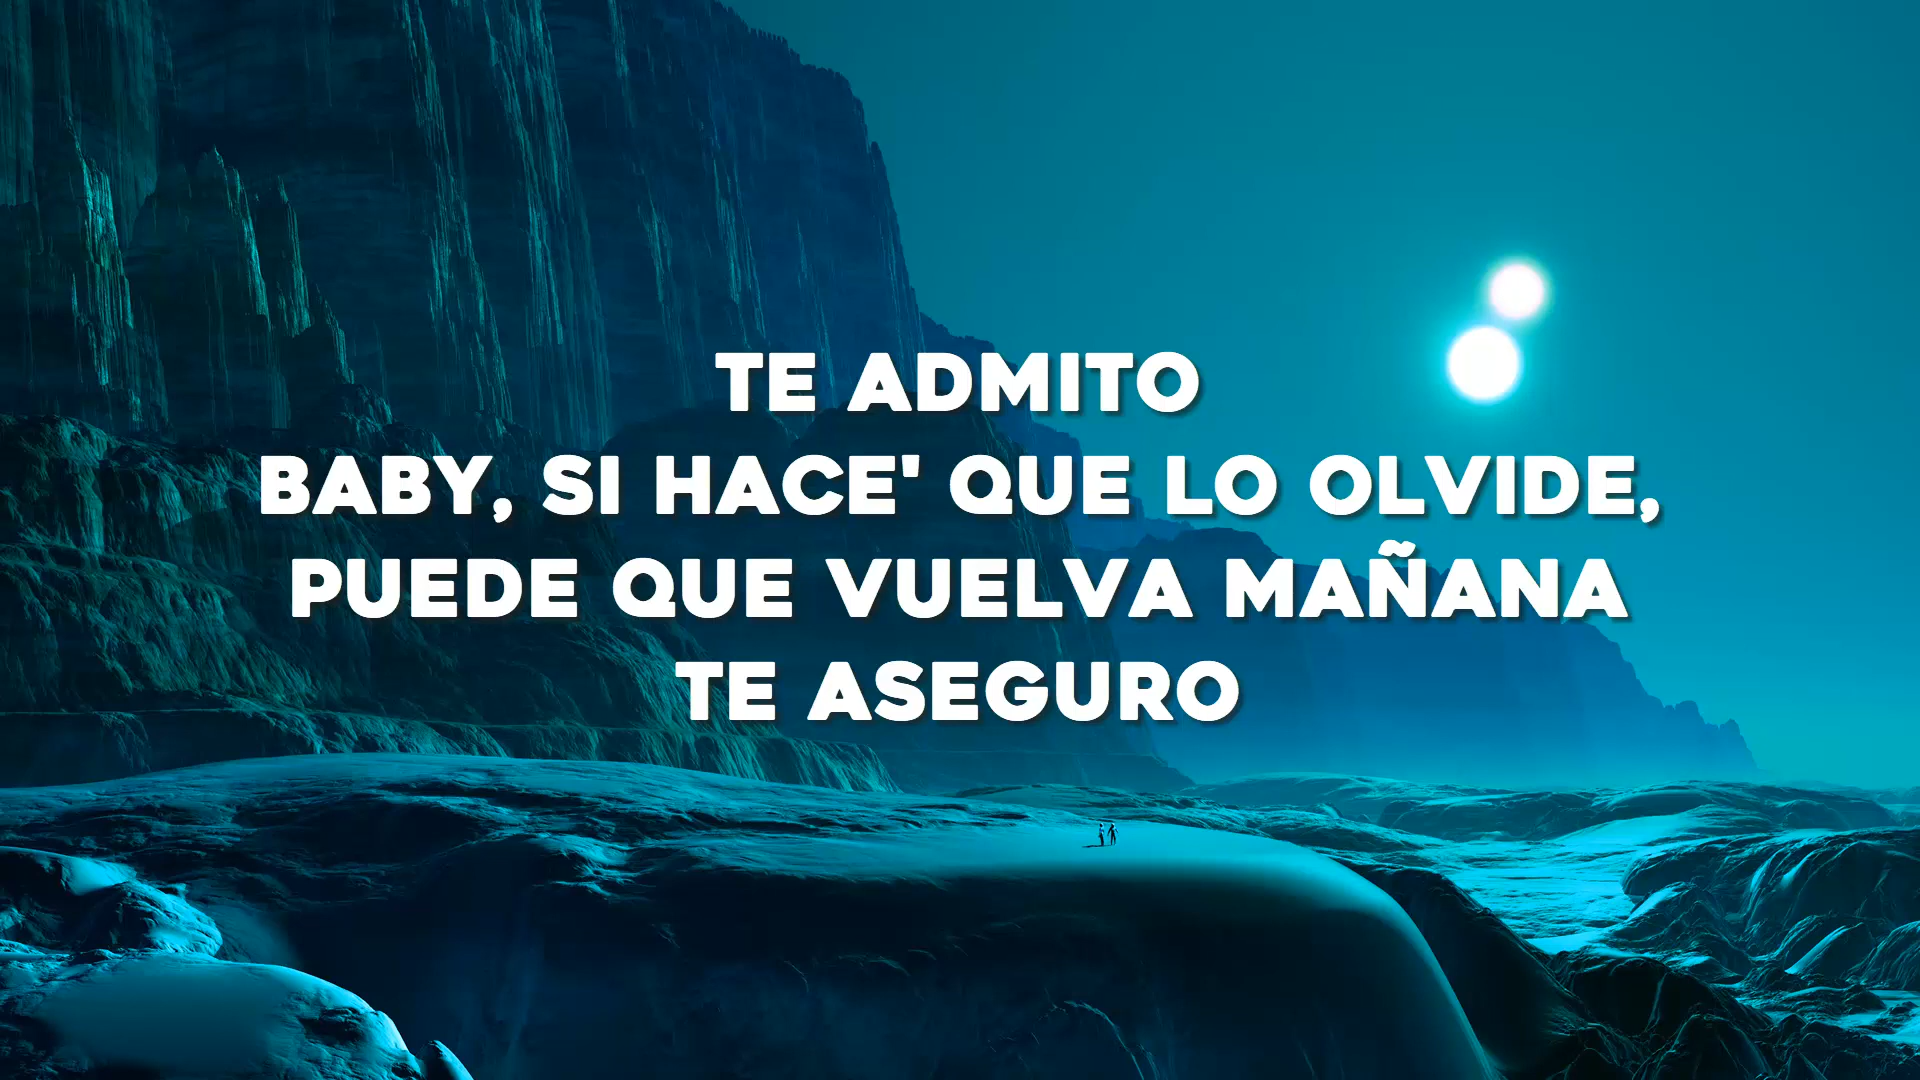 TE ADMITO
BABY, SI HACE' QUE LO OLVIDE,
PUEDE QUE VUELVA MAÑANA
TE ASEGURO